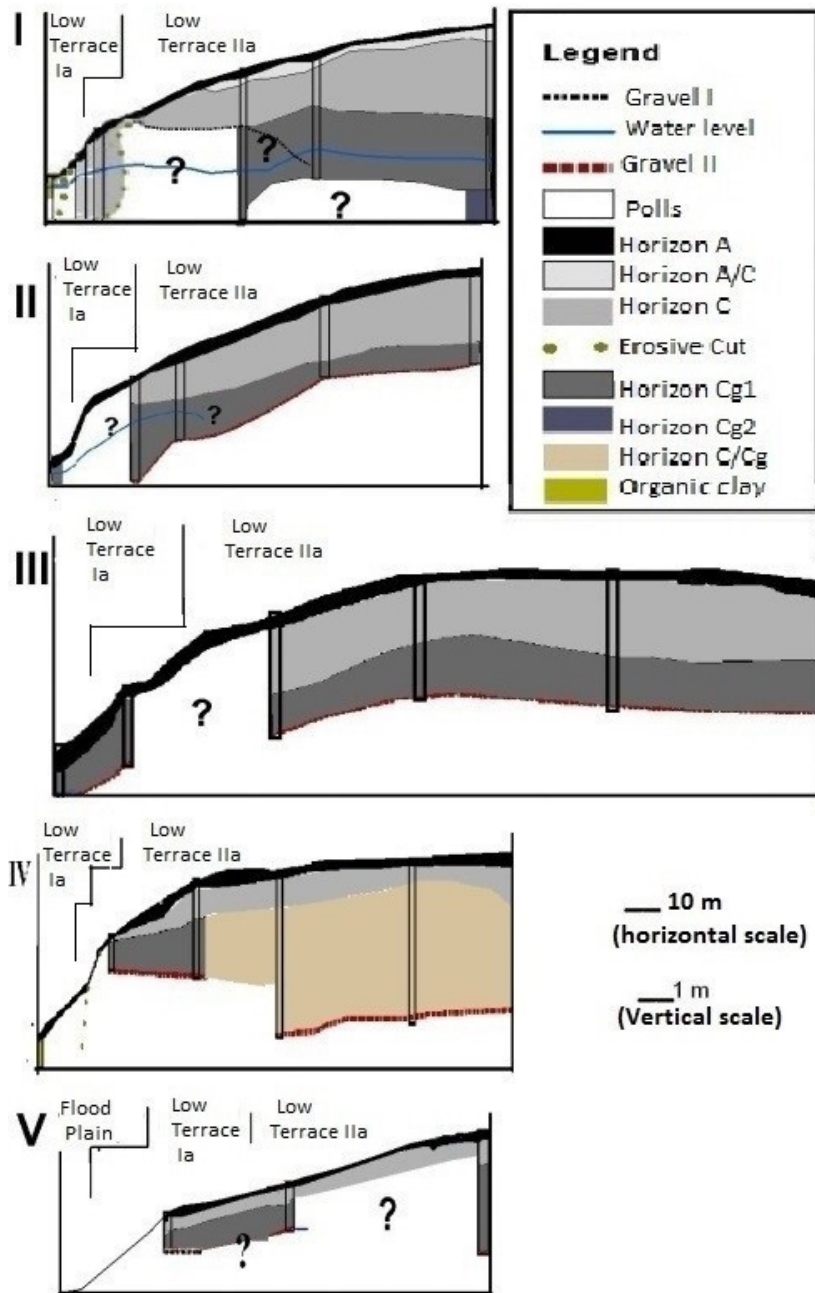 I
Low
Terrace
Ia
Low
Terrace IIa
?
?
?
Legend
Gravel I
Water level
Gravel II
Polls
Horizon A
Horizon A/C
Horizon C
Erosive Cut
Horizon Cg1
Horizon Cg2
Horizon C/Cg
Organic clay
II
Low
Terrace
Ia
Low
Terrace IIa
?
?
III
Low
Terrace
Ia
Low
Terrace IIa
?
IV
Low
Terrace
Ia
Low
Terrace IIa
10 m
(horizontal scale)
1 m
(Vertical scale)
V
Flood
Plain
Low
Terrace
Ia
Low
Terrace IIa
?
?